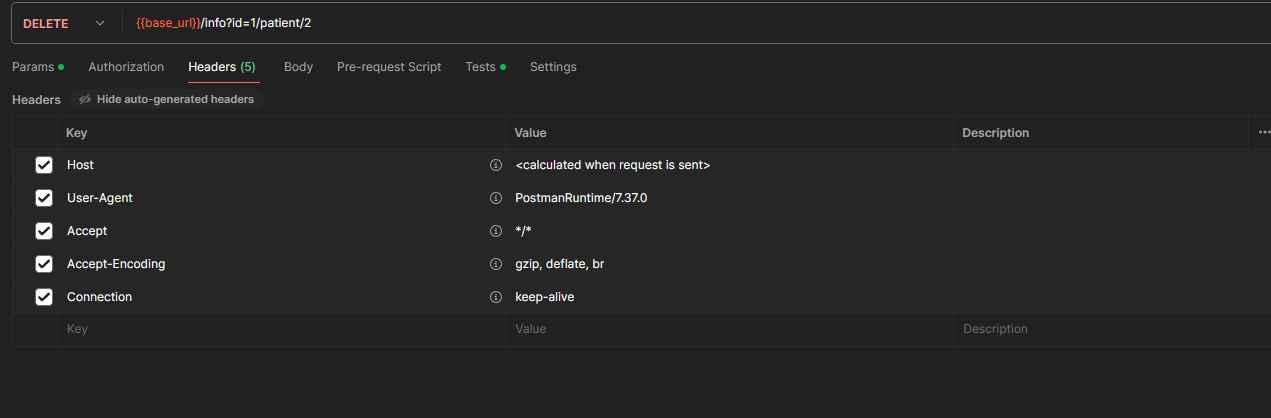 DELETE {{base_url}}/info?id=1/patient/2
Params Authorization Headers (5) Body Pre-request Script Tests Settings
Headers Hide auto-generated headers
Key Value Description
Host <calculated when request is sent>
User-Agent PostmanRuntime/7.37.0
Accept */*
Accept-Encoding gzip, deflate, br
Connection keep-alive
Key Value Description